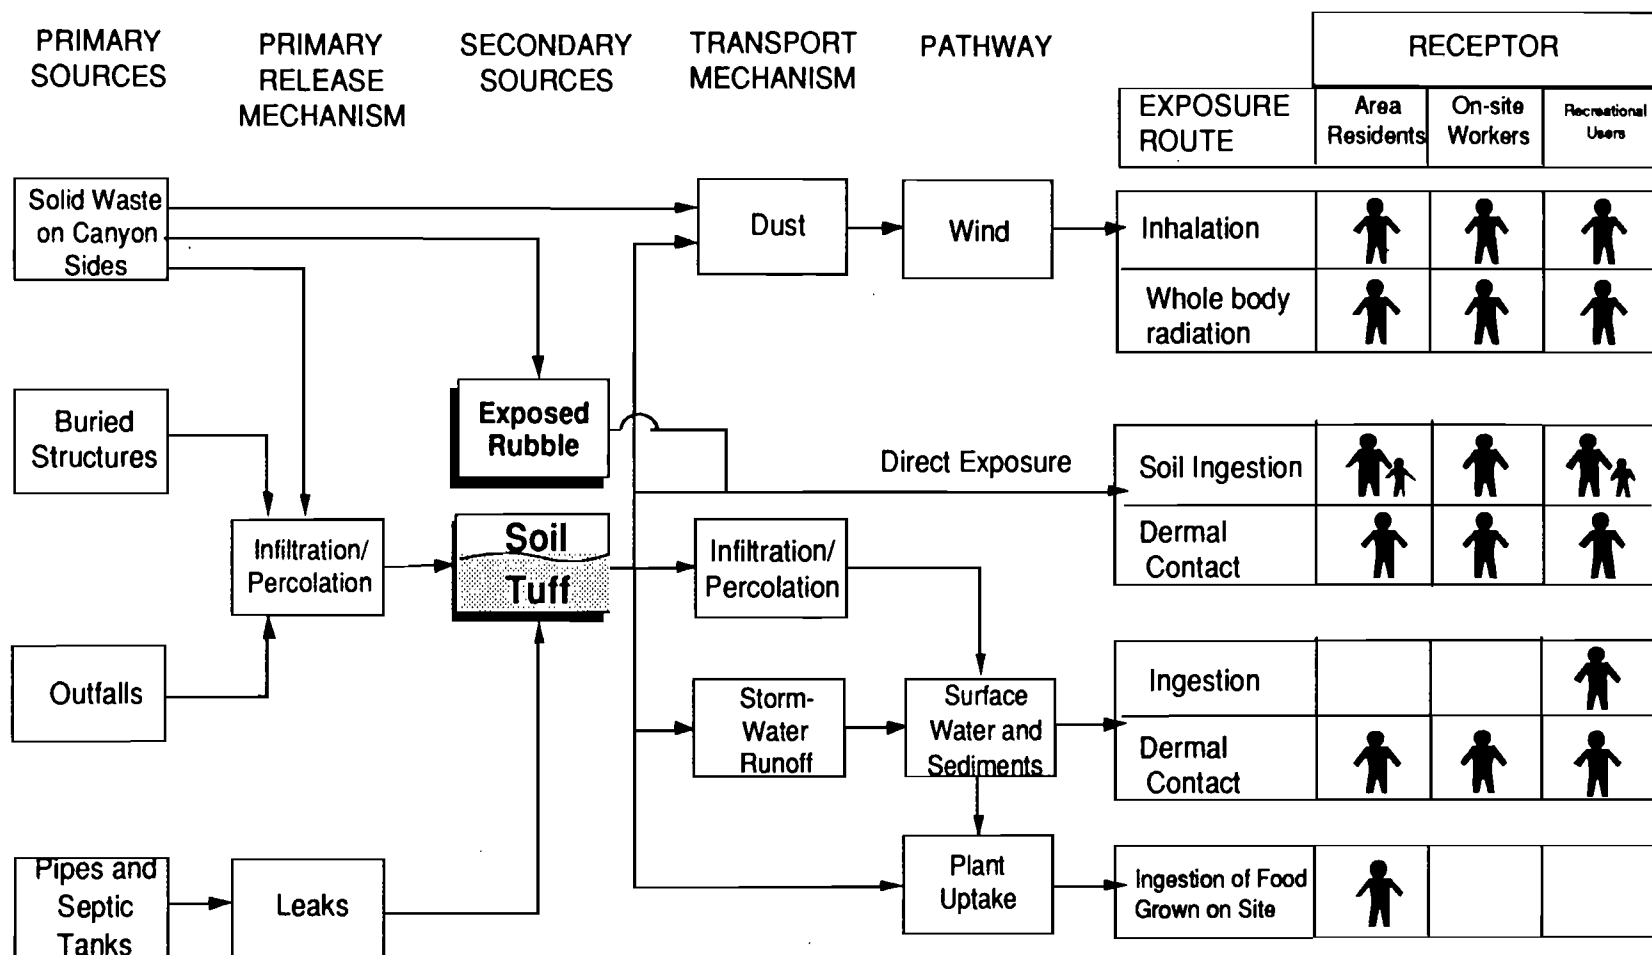 PRIMARY
SOURCES
PRIMARY
RELEASE
MECHANISM
SECONDARY
SOURCES
TRANSPORT
MECHANISM
PATHWAY
RECEPTOR
EXPOSURE
ROUTE
Area
Residents
On-site
Workers
Recreational
Users
Solid Waste
on Canyon
Sides
Dust
Wind
Inhalation
Whole body
radiation
Buried
Structures
Exposed
Rubble
Direct Exposure
Soil Ingestion
Dermal
Contact
Infiltration/
Percolation
Soil
Tuff
Infiltration/
Percolation
Outfalls
Storm-
Water
Runoff
Surface
Water and
Sediments
Ingestion
Dermal
Contact
Pipes and
Septic
Tanks
Leaks
Plant
Uptake
Ingestion of Food
Grown on Site